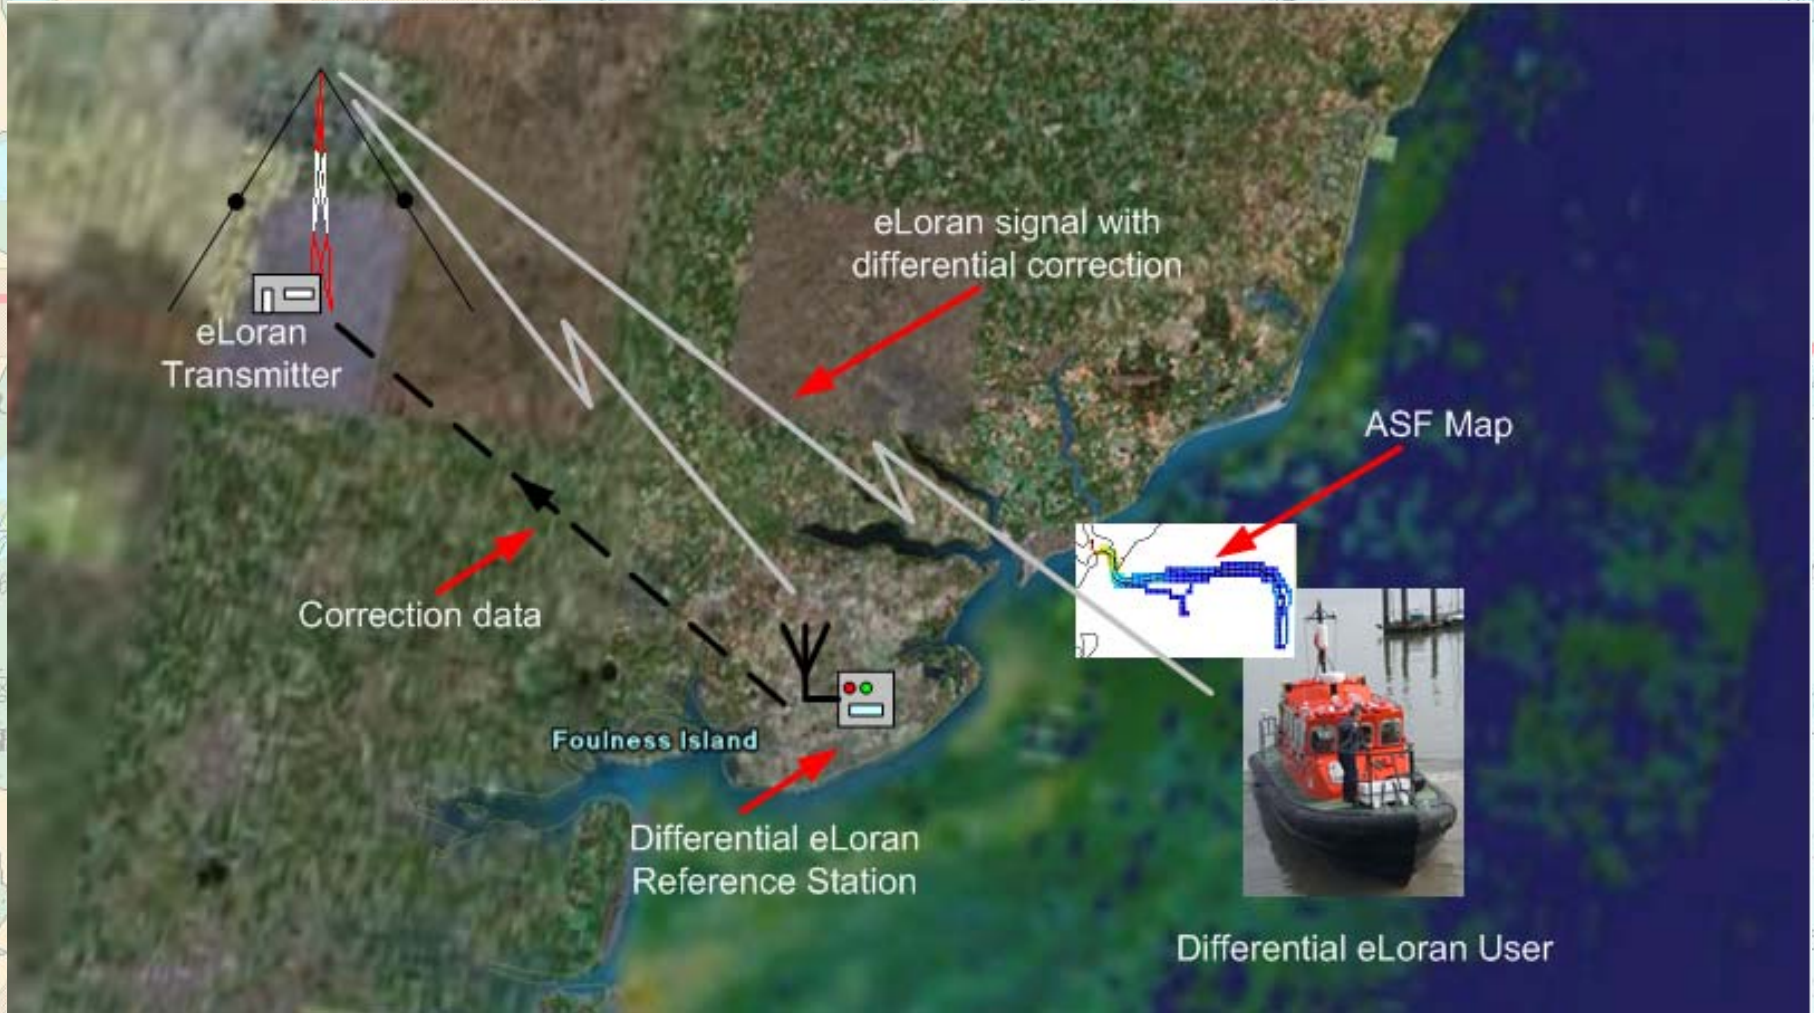 eLoran signal with
differential correction
eLoran
Transmitter
ASF Map
Correction data
Foulness Island
Differential eLoran
Reference Station
Differential eLoran User